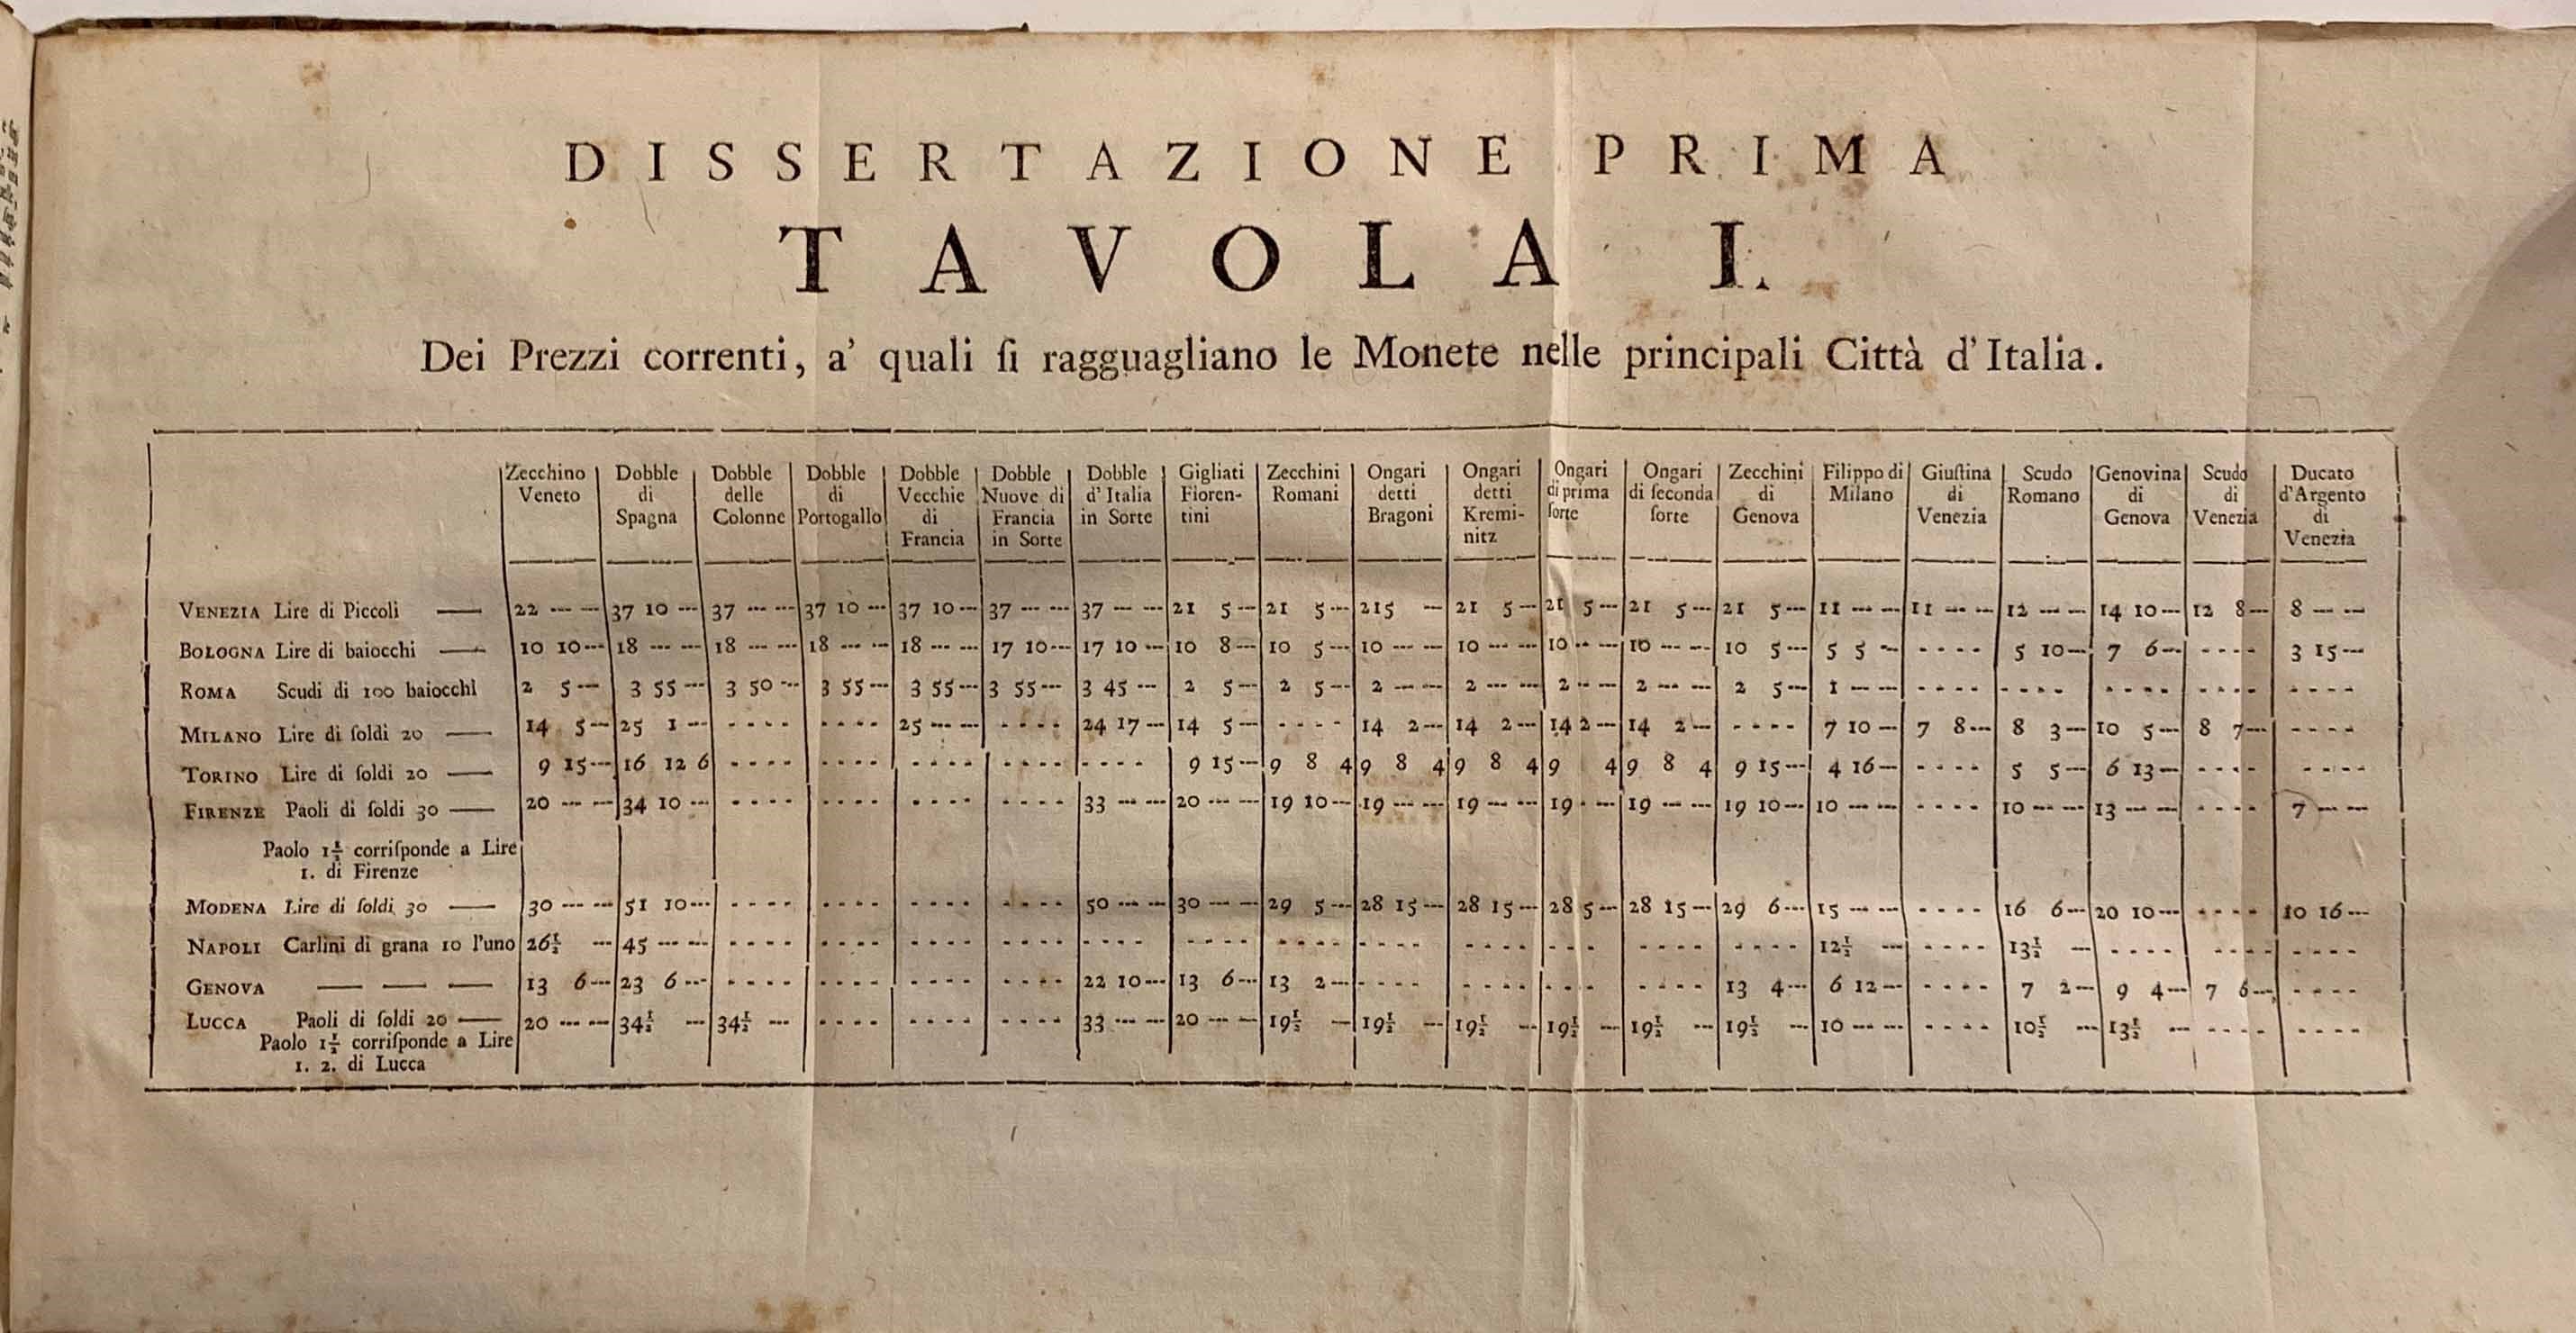 DISSERTAZIONE PRIMA
TAVOLA I.
Dei Prezzi correnti, a' quali ſi ragguagliano le Monete nelle principali Città d'Italia.
Zecchino Dobble Dobble Dobble Dobble Dobble Dobble Gigliati Zecchini Ongari Ongari Ongari Ongari Zecchini Filippo di Giuſtina Scudo Genovina Scudo Ducato
Veneto di delle di Vecchie Nuove di d'Italia Fioren- Romani detti detti di prima di ſeconda di Milano di Romano di di d'Argento
Spagna Colonne Portogallo di Francia in Sorte tini Bragoni Kremi- ſorte ſorte Genova Venezia Genova Venezia di
Francia in Sorte nitz Venezia
VENEZIA Lire di Piccoli —— 22 --- --- 37 10 --- 37 --- --- 37 10 --- 37 10 --- 37 --- --- 37 --- --- 21 5 --- 21 5 --- 215 --- 21 5 --- 21 5 --- 21 5 --- 21 5 --- 11 --- --- 11 --- --- 12 --- --- 14 10 --- 12 8 --- 8 --- ---
BOLOGNA Lire di baiocchi —— 10 10 --- 18 --- --- 18 --- --- 18 --- --- 18 --- --- 17 10 --- 17 10 --- 10 8 --- 10 5 --- 10 --- --- 10 --- --- 10 --- --- 10 --- --- 10 5 --- 5 5 --- - - - - 5 10 --- 7 6 --- - - - - 3 15 ---
ROMA Scudi di 100 baiocchi 2 5 --- 3 55 --- 3 50 --- 3 55 --- 3 55 --- 3 55 --- 3 45 --- 2 5 --- 2 5 --- 2 --- --- 2 --- --- 2 --- --- 2 --- --- 2 5 --- 1 --- --- - - - - - - - - - - - - - - - - - - - -
MILANO Lire di ſoldi 20 —— 14 5 --- 25 1 --- - - - - - - - - 25 --- --- - - - - 24 17 --- 14 5 --- - - - - 14 2 --- 14 2 --- 14 2 --- 14 2 --- - - - - 7 10 --- 7 8 --- 8 3 --- 10 5 --- 8 7 --- - - - -
TORINO Lire di ſoldi 20 —— 9 15 --- 16 12 6 - - - - - - - - - - - - - - - - - - - - 9 15 --- 9 8 4 9 8 4 9 8 4 9 4 9 8 4 9 15 --- 4 16 --- - - - - 5 5 --- 6 13 --- - - - - - - - -
FIRENZE Paoli di ſoldi 30 —— 20 --- --- 34 10 --- - - - - - - - - - - - - - - - - 33 --- --- 20 --- --- 19 10 --- 19 --- --- 19 --- --- 19 - --- 19 --- --- 19 10 --- 10 --- --- - - - - 10 --- --- 13 --- --- - - - - 7 --- ---
Paolo 1½ corriſponde a Lire
1. di Firenze
MODENA Lire di ſoldi 30 —— 30 --- --- 51 10 --- - - - - - - - - - - - - - - - - 50 --- --- 30 --- --- 29 5 --- 28 15 --- 28 15 --- 28 5 --- 28 15 --- 29 6 --- 15 --- --- - - - - 16 6 --- 20 10 --- - - - - 10 16 ---
NAPOLI Carlini di grana 10 l'uno 26½ --- 45 --- --- - - - - - - - - - - - - - - - - - - - - - - - - - - - - - - - - - - - - - - - - - - - - - - - 12½ --- - - - - 13½ --- - - - - - - - - - - - -
GENOVA —— —— —— 13 6 --- 23 6 --- - - - - - - - - - - - - - - - - 22 10 --- 13 6 --- 13 2 --- - - - - - - - - - - - - - - - 13 4 --- 6 12 --- - - - - 7 2 --- 9 4 --- 7 6 --- - - - -
LUCCA Paoli di ſoldi 20 —— 20 --- --- 34½ --- 34½ --- - - - - - - - - - - - - 33 --- --- 20 --- --- 19½ --- 19½ --- 19½ --- 19½ --- 19½ --- 19½ --- 10 --- --- - - - - 10½ --- 13½ --- - - - - - - - -
Paolo 1½ corriſponde a Lire
1. 2. di Lucca